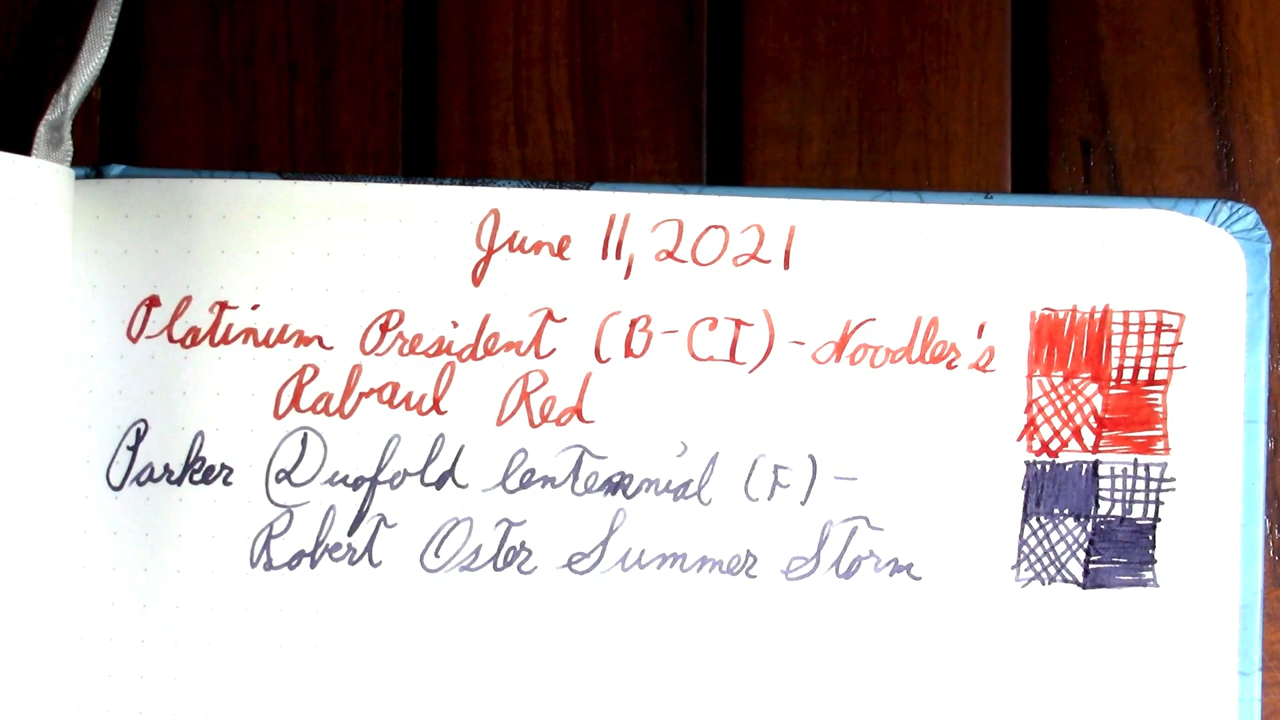 June 11, 2021
Platinum President (B-CI) - Noodler's
Rabaul Red
Parker Duofold Centennial (F) -
Robert Oster Summer Storm